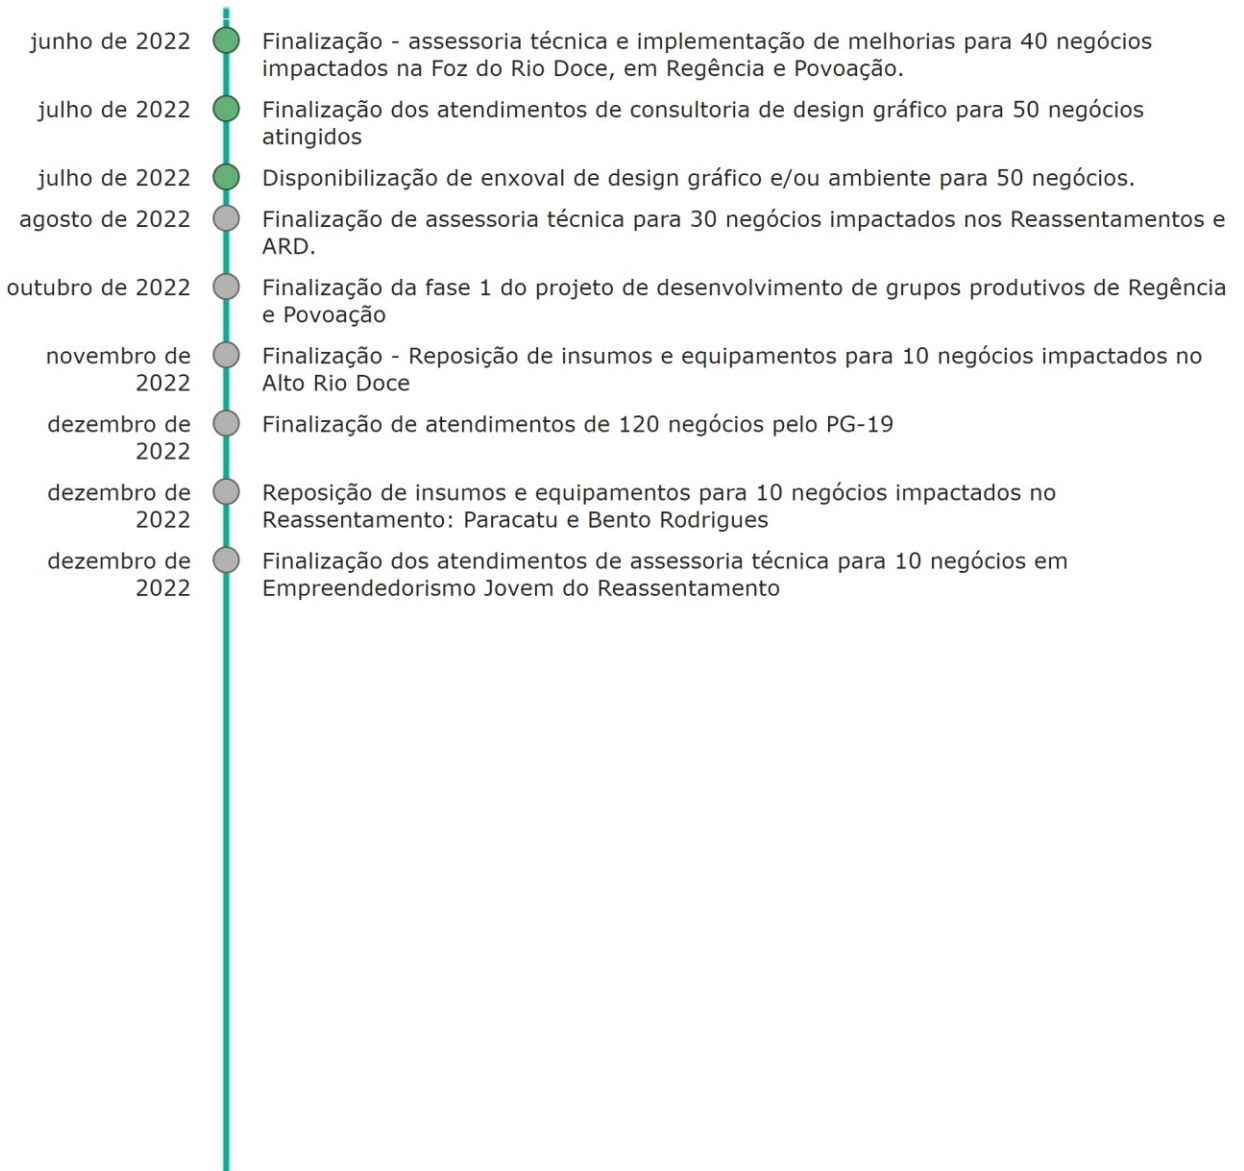 junho de 2022
Finalização - assessoria técnica e implementação de melhorias para 40 negócios
impactados na Foz do Rio Doce, em Regência e Povoação.
julho de 2022
Finalização dos atendimentos de consultoria de design gráfico para 50 negócios
atingidos
julho de 2022
Disponibilização de enxoval de design gráfico e/ou ambiente para 50 negócios.
agosto de 2022
Finalização de assessoria técnica para 30 negócios impactados nos Reassentamentos e
ARD.
outubro de 2022
Finalização da fase 1 do projeto de desenvolvimento de grupos produtivos de Regência
e Povoação
novembro de
2022
Finalização - Reposição de insumos e equipamentos para 10 negócios impactados no
Alto Rio Doce
dezembro de
2022
Finalização de atendimentos de 120 negócios pelo PG-19
dezembro de
2022
Reposição de insumos e equipamentos para 10 negócios impactados no
Reassentamento: Paracatu e Bento Rodrigues
dezembro de
2022
Finalização dos atendimentos de assessoria técnica para 10 negócios em
Empreendedorismo Jovem do Reassentamento